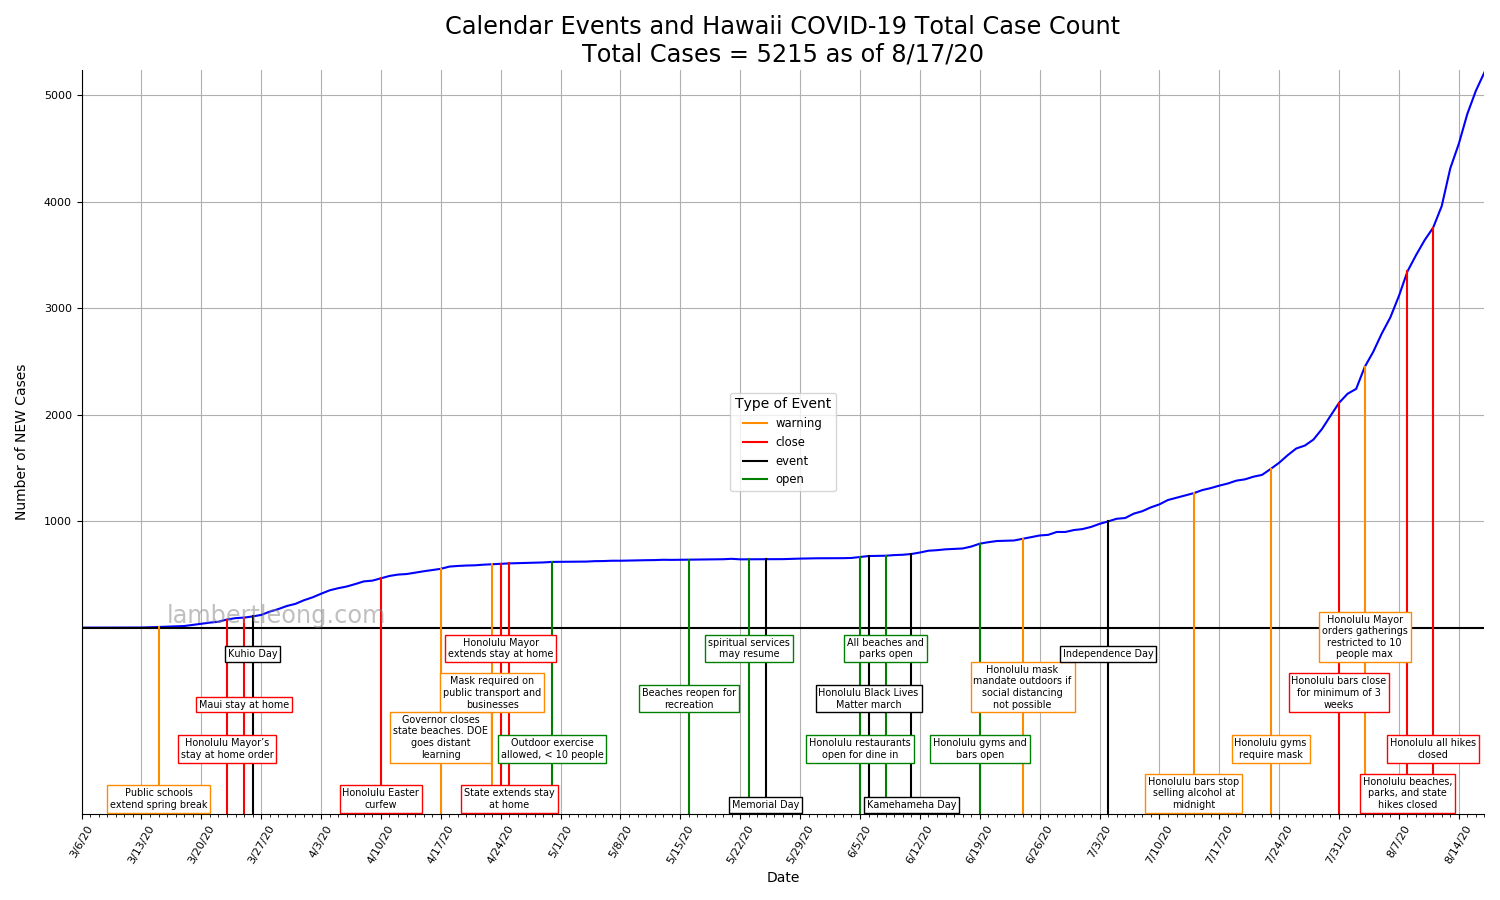 Calendar Events and Hawaii COVID-19 Total Case Count
Total Cases = 5215 as of 8/17/20
Number of NEW Cases
5000
4000
3000
2000
1000
Type of Event
warning
close
event
open
lambertleong.com
Kuhio Day
Maui stay at home
Honolulu Mayor's
stay at home order
Public schools
extend spring break
Honolulu Easter
curfew
Governor closes
state beaches. DOE
goes distant
learning
Mask required on
public transport and
businesses
Honolulu Mayor
extends stay at home
State extends stay
at home
Outdoor exercise
allowed, < 10 people
Beaches reopen for
recreation
spiritual services
may resume
Memorial Day
Honolulu restaurants
open for dine in
Honolulu Black Lives
Matter march
All beaches and
parks open
Kamehameha Day
Honolulu gyms and
bars open
Honolulu mask
mandate outdoors if
social distancing
not possible
Independence Day
Honolulu bars stop
selling alcohol at
midnight
Honolulu gyms
require mask
Honolulu bars close
for minimum of 3
weeks
Honolulu Mayor
orders gatherings
restricted to 10
people max
Honolulu beaches,
parks, and state
hikes closed
Honolulu all hikes
closed
3/6/20
3/13/20
3/20/20
3/27/20
4/3/20
4/10/20
4/17/20
4/24/20
5/1/20
5/8/20
5/15/20
5/22/20
5/29/20
6/5/20
6/12/20
6/19/20
6/26/20
7/3/20
7/10/20
7/17/20
7/24/20
7/31/20
8/7/20
8/14/20
Date